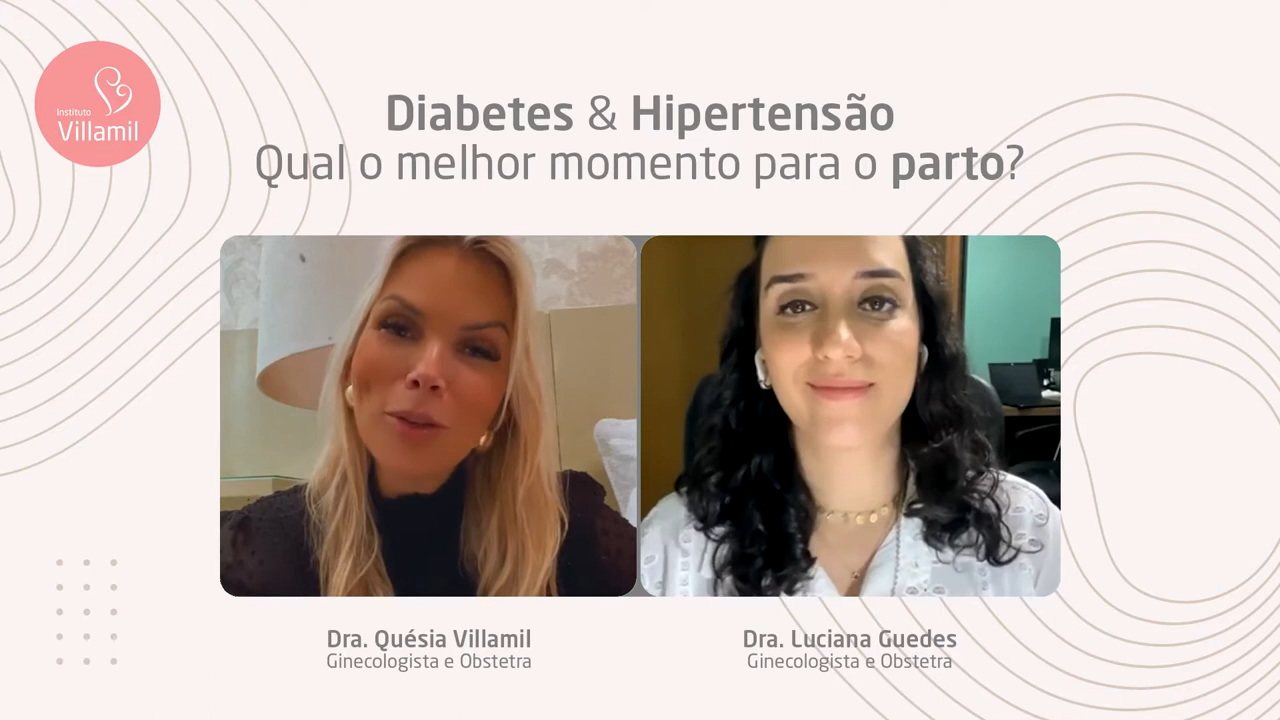 Instituto
Villamil
Diabetes & Hipertensão
Qual o melhor momento para o parto?
Dra. Quésia Villamil
Ginecologista e Obstetra
Dra. Luciana Guedes
Ginecologista e Obstetra